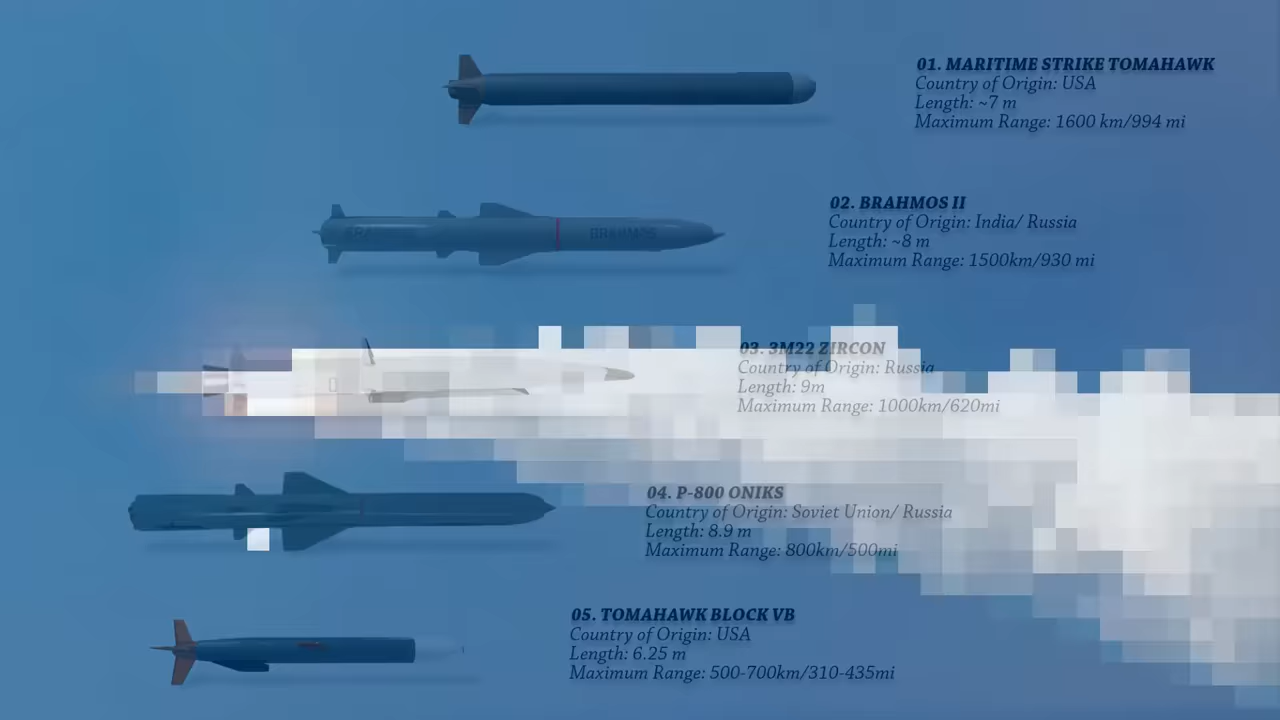 01. MARITIME STRIKE TOMAHAWK
Country of Origin: USA
Length: ~7 m
Maximum Range: 1600 km/994 mi
02. BRAHMOS II
Country of Origin: India/ Russia
Length: ~8 m
Maximum Range: 1500km/930 mi
BRAHMOS
03. 3M22 ZIRCON
Country of Origin: Russia
Length: 9m
Maximum Range: 1000km/620mi
04. P-800 ONIKS
Country of Origin: Soviet Union/ Russia
Length: 8.9 m
Maximum Range: 800km/500mi
05. TOMAHAWK BLOCK VB
Country of Origin: USA
Length: 6.25 m
Maximum Range: 500-700km/310-435mi